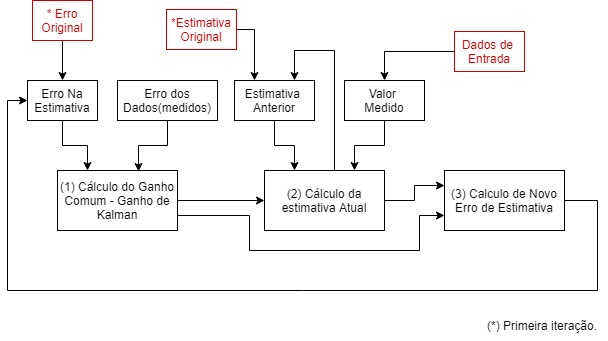 * Erro
Original
*Estimativa
Original
Dados de
Entrada
Erro Na
Estimativa
Erro dos
Dados(medidos)
Estimativa
Anterior
Valor
Medido
(1) Cálculo do Ganho
Comum - Ganho de
Kalman
(2) Cálculo da
estimativa Atual
(3) Calculo de Novo
Erro de Estimativa
(*) Primeira iteração.